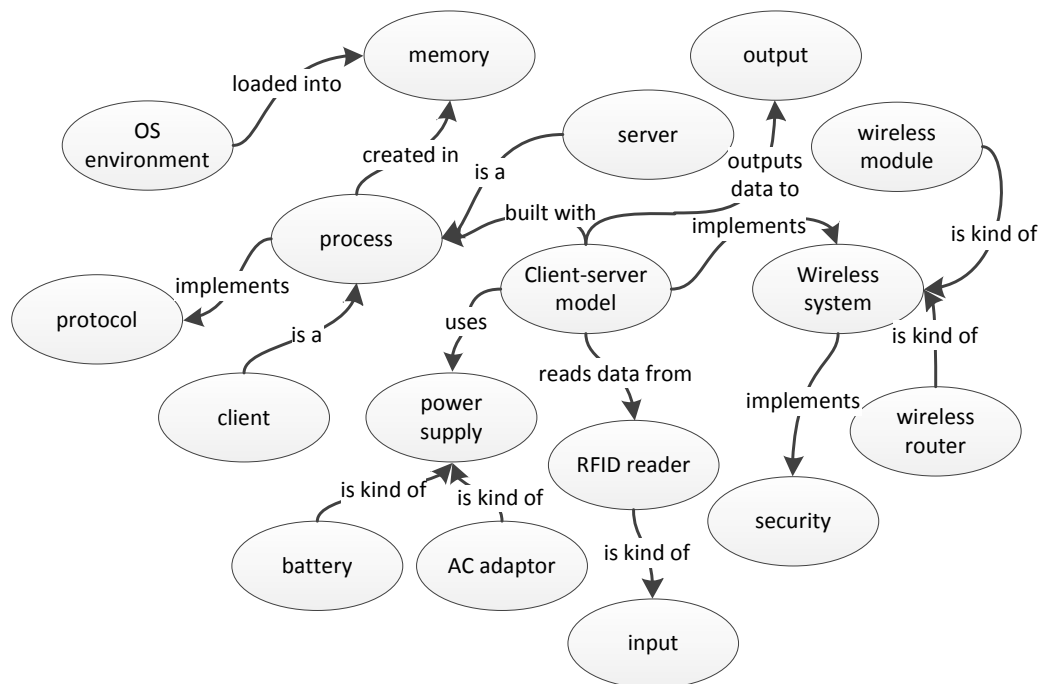 memory
output
loaded into
OS
environment
server
wireless
module
created in
is a
outputs
data to
built with
implements
process
is kind of
Client-server
model
Wireless
system
implements
protocol
uses
is kind of
is a
reads data from
client
power
supply
implements
wireless
router
RFID reader
is kind of
is kind of
security
battery
AC adaptor
is kind of
input